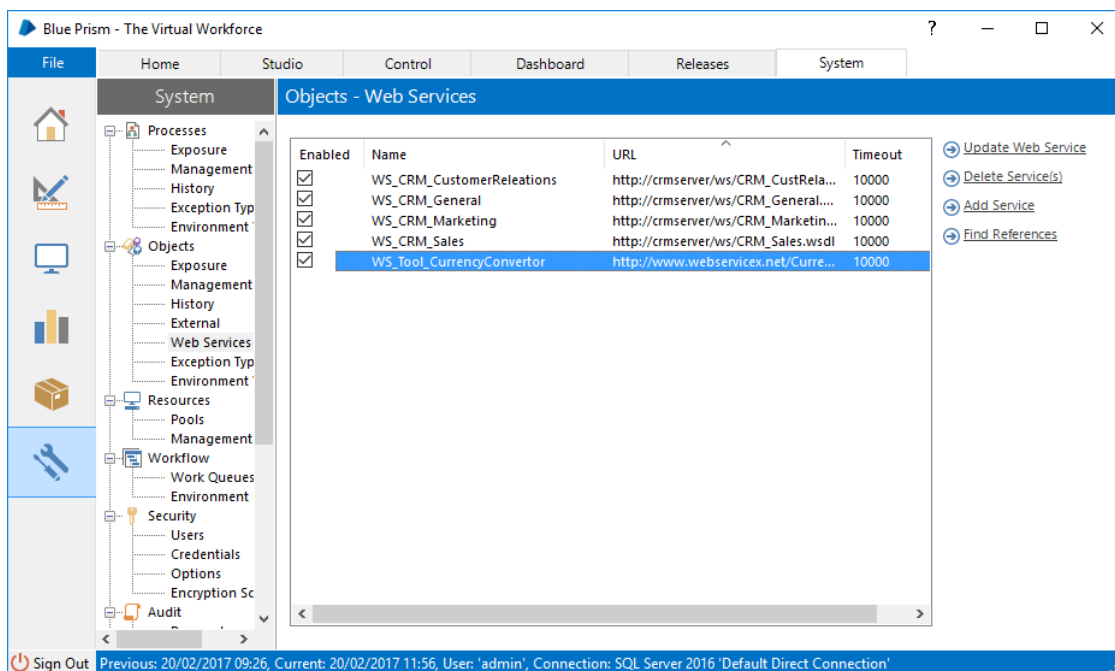 Blue Prism - The Virtual Workforce
?
File Home Studio Control Dashboard Releases System
System
Objects - Web Services
Processes
Exposure
Management
History
Exception Typ
Environment
Objects
Exposure
Management
History
External
Web Services
Exception Typ
Environment
Resources
Pools
Management
Workflow
Work Queues
Environment
Security
Users
Credentials
Options
Encryption Sc
Audit
Enabled Name URL Timeout
WS_CRM_CustomerReleations http://crmserver/ws/CRM_CustRela... 10000
WS_CRM_General http://crmserver/ws/CRM_General.... 10000
WS_CRM_Marketing http://crmserver/ws/CRM_Marketin... 10000
WS_CRM_Sales http://crmserver/ws/CRM_Sales.wsdl 10000
WS_Tool_CurrencyConvertor http://www.webservicex.net/Curre... 10000
Update Web Service
Delete Service(s)
Add Service
Find References
Sign Out Previous: 20/02/2017 09:26, Current: 20/02/2017 11:56, User: 'admin', Connection: SQL Server 2016 'Default Direct Connection'